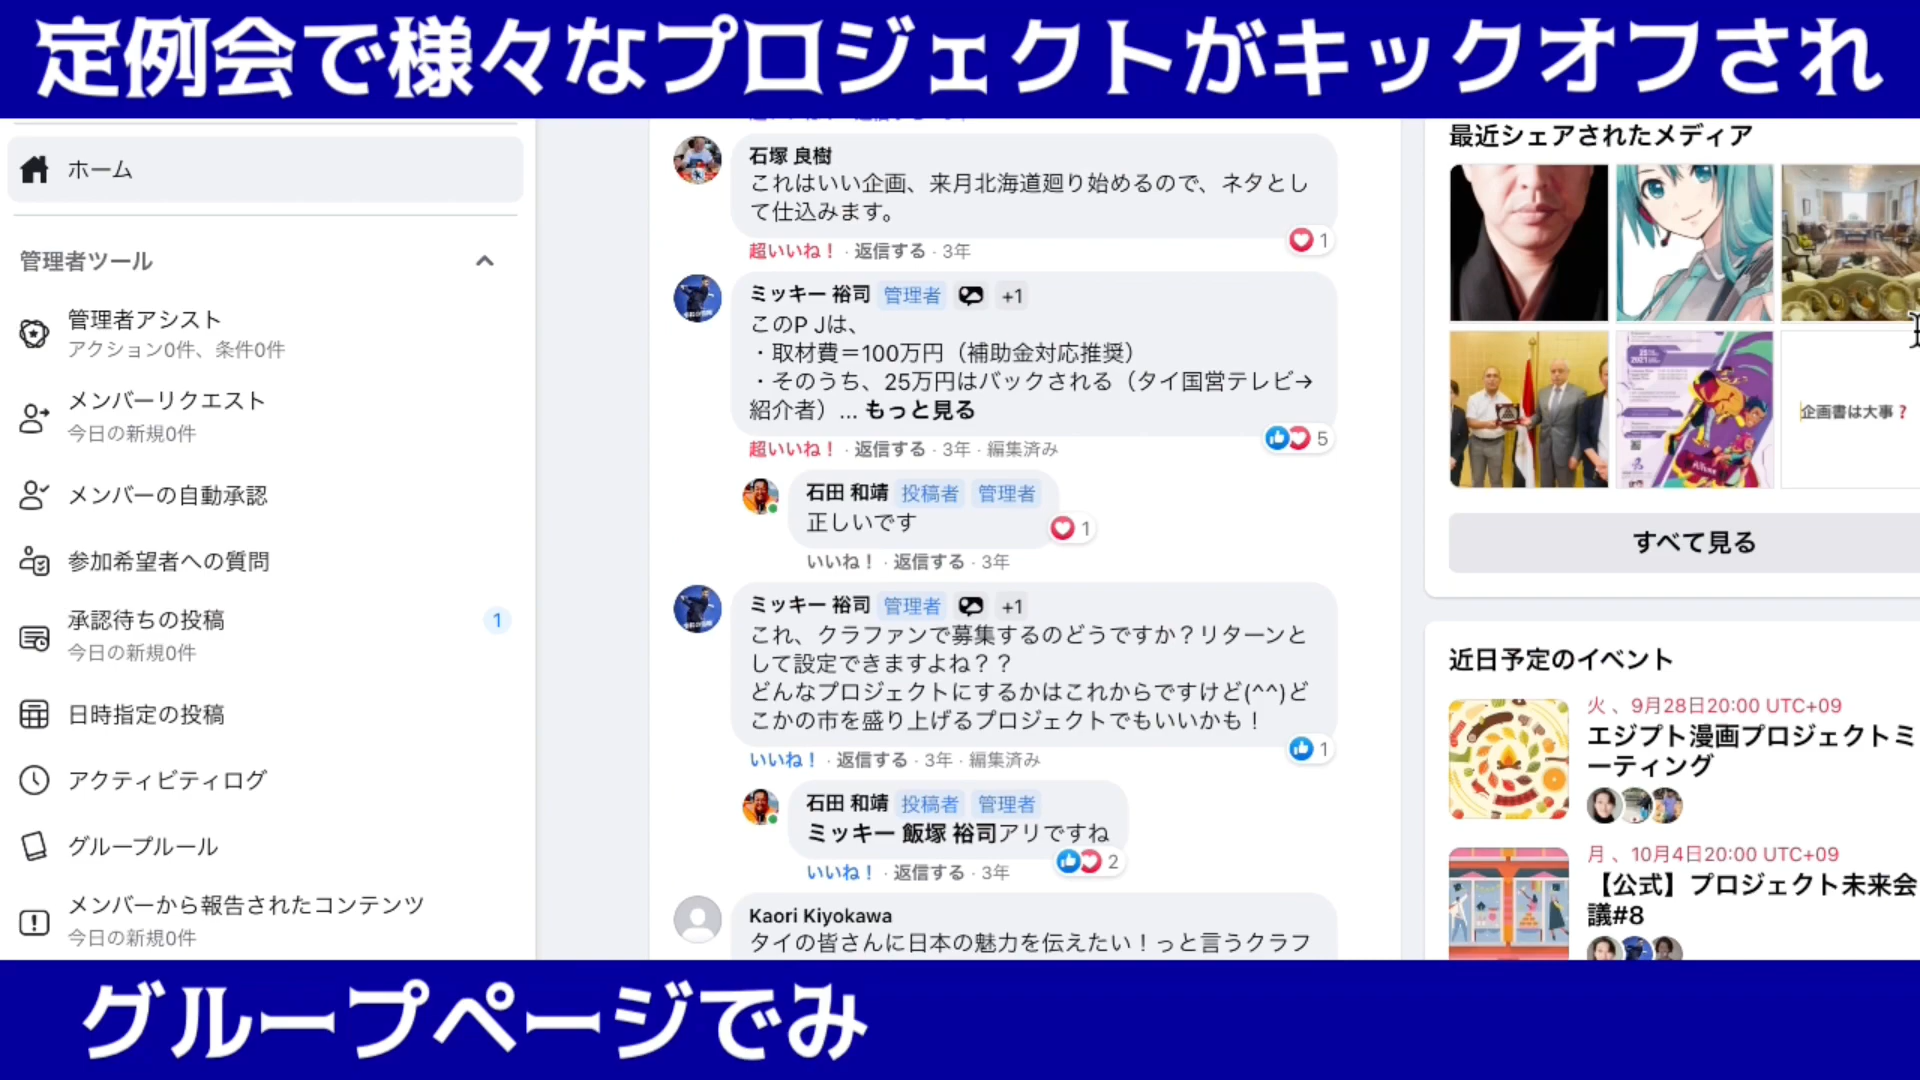 定例会で様々なプロジェクトがキックオフされ
ホーム
管理者ツール
管理者アシスト
アクション0件、条件0件
メンバーリクエスト
今日の新規0件
メンバーの自動承認
参加希望者への質問
承認待ちの投稿
1
今日の新規0件
日時指定の投稿
アクティビティログ
グループルール
メンバーから報告されたコンテンツ
今日の新規0件
石塚 良樹
これはいい企画、来月北海道廻り始めるので、ネタとし
て仕込みます。
1
超いいね！ · 返信する · 3年
ミッキー 裕司 管理者 +1
このP Jは、
・取材費＝100万円（補助金対応推奨）
・そのうち、25万円はバックされる（タイ国営テレビ→
紹介者）... もっと見る
5
超いいね！ · 返信する · 3年 · 編集済み
石田 和靖 投稿者 管理者
正しいです
1
いいね！ · 返信する · 3年
ミッキー 裕司 管理者 +1
これ、クラファンで募集するのどうですか？リターンと
して設定できますよね？？
どんなプロジェクトにするかはこれからですけど(^^)ど
こかの市を盛り上げるプロジェクトでもいいかも！
1
いいね！ · 返信する · 3年 · 編集済み
石田 和靖 投稿者 管理者
ミッキー 飯塚 裕司アリですね
2
いいね！ · 返信する · 3年
Kaori Kiyokawa
タイの皆さんに日本の魅力を伝えたい！っと言うクラフ
最近シェアされたメディア
企画書は大事？
すべて見る
近日予定のイベント
火 、9月28日20:00 UTC+09
エジプト漫画プロジェクトミ
ーティング
月 、10月4日20:00 UTC+09
【公式】プロジェクト未来会
議#8
グループページでみ